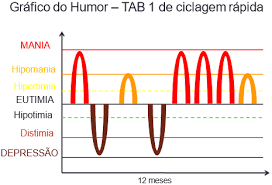 Gráfico do Humor – TAB 1 de ciclagem rápida
MANIA
Hipomania
Hipertimia
EUTIMIA
Hipotimia
Distimia
DEPRESSÃO
12 meses